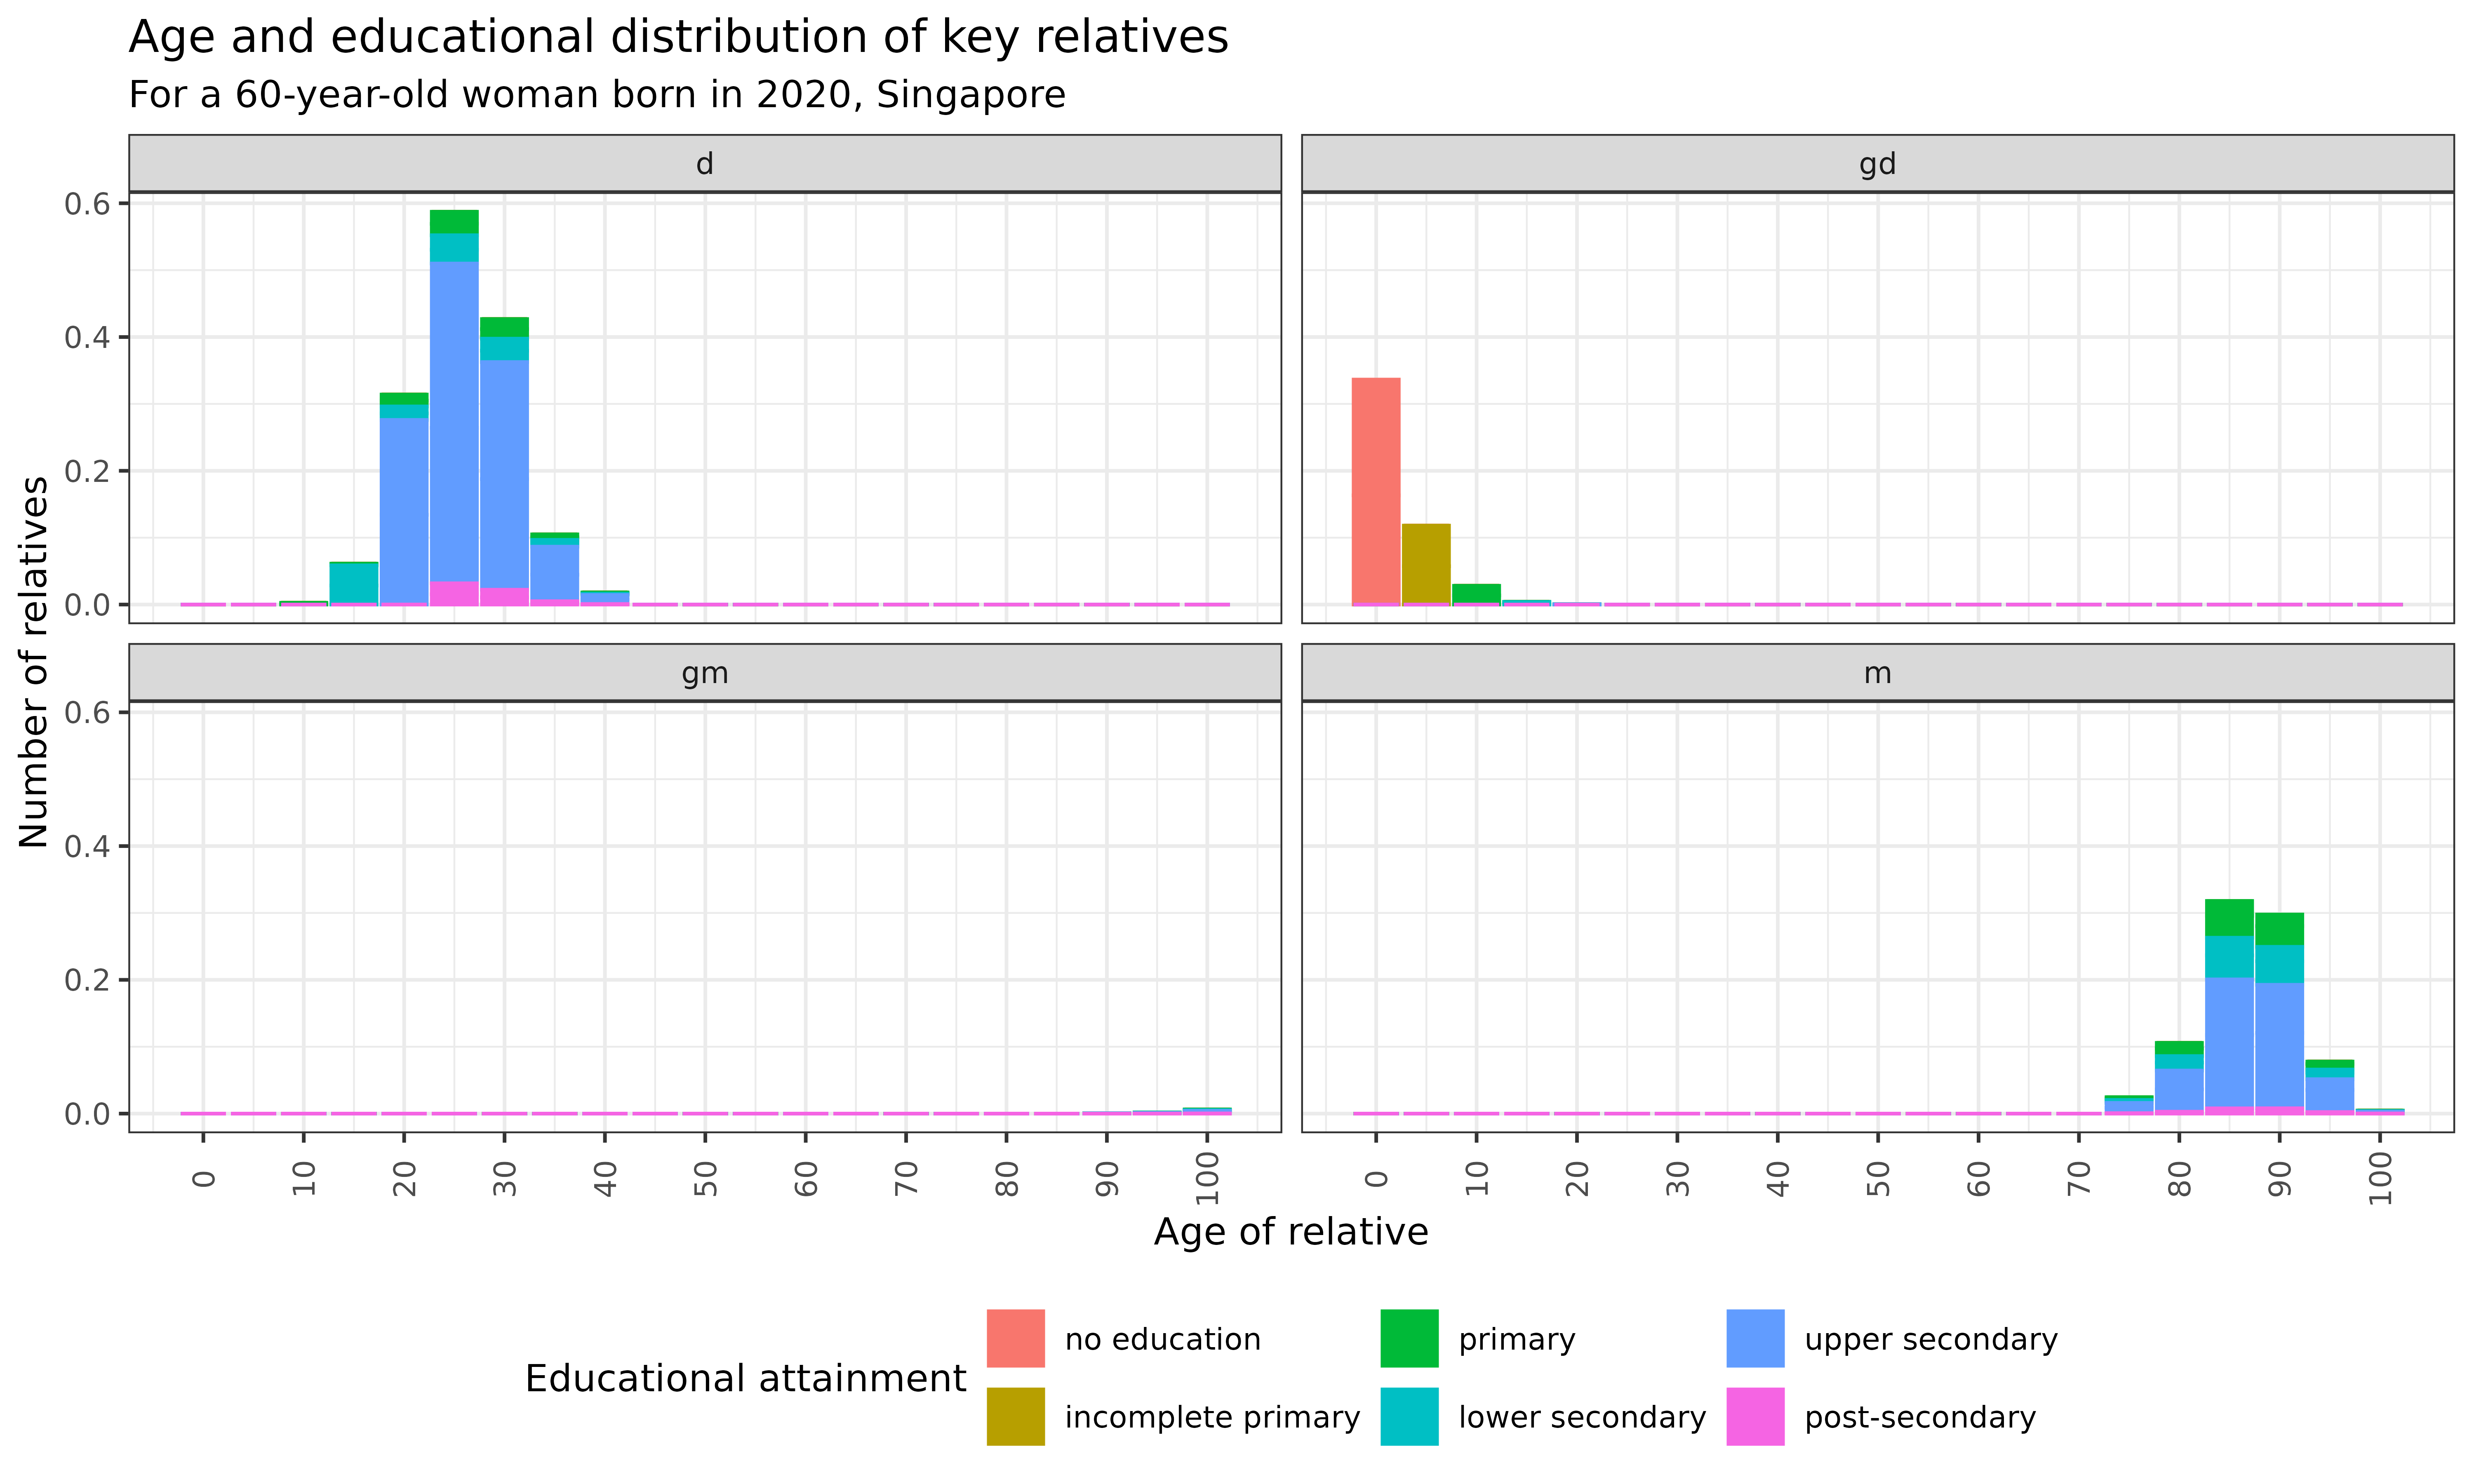 Age and educational distribution of key relatives
For a 60-year-old woman born in 2020, Singapore
d
gd
0.6
0.4
0.2
0.0
gm
m
0.6
0.4
0.2
0.0
Number of relatives
0 10 20 30 40 50 60 70 80 90 100
0 10 20 30 40 50 60 70 80 90 100
Age of relative
Educational attainment
no education
primary
upper secondary
incomplete primary
lower secondary
post-secondary